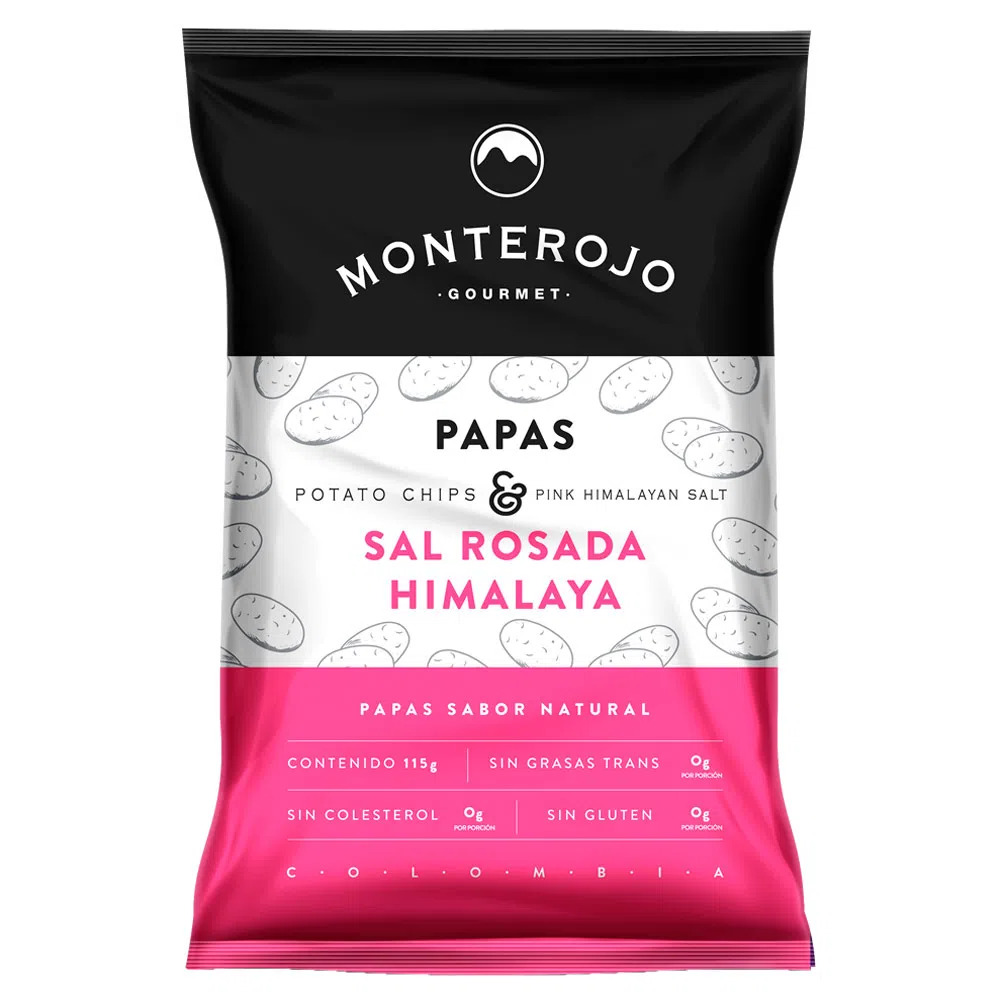 MONTEROJO
·GOURMET·
PAPAS
POTATO CHIPS & PINK HIMALAYAN SALT
SAL ROSADA
HIMALAYA
PAPAS SABOR NATURAL
CONTENIDO 115g SIN GRASAS TRANS 0g POR PORCIÓN
SIN COLESTEROL 0g POR PORCIÓN SIN GLUTEN 0g POR PORCIÓN
C·O·L·O·M·B·I·A